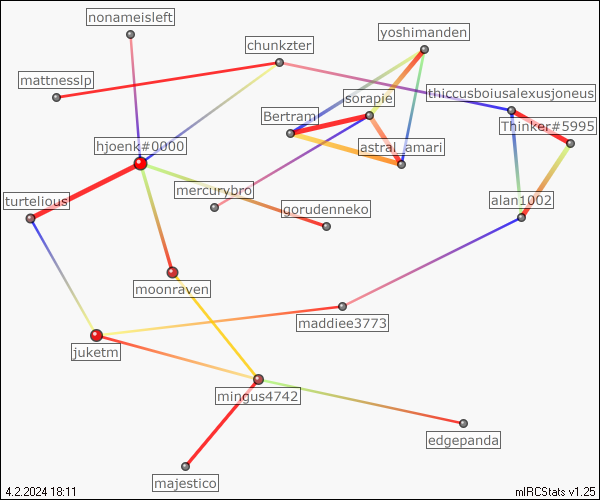 nonameisleft
yoshimanden
chunkzter
mattnesslp
thiccusboiusalexusjoneus
sorapie
Bertram
Thinker#5995
hjoenk#0000
astral_amari
mercurybro
turtelious
gorudenneko
alan1002
moonraven
maddiee3773
juketm
mingus4742
edgepanda
majestico
4.2.2024 18:11
mIRCStats v1.25